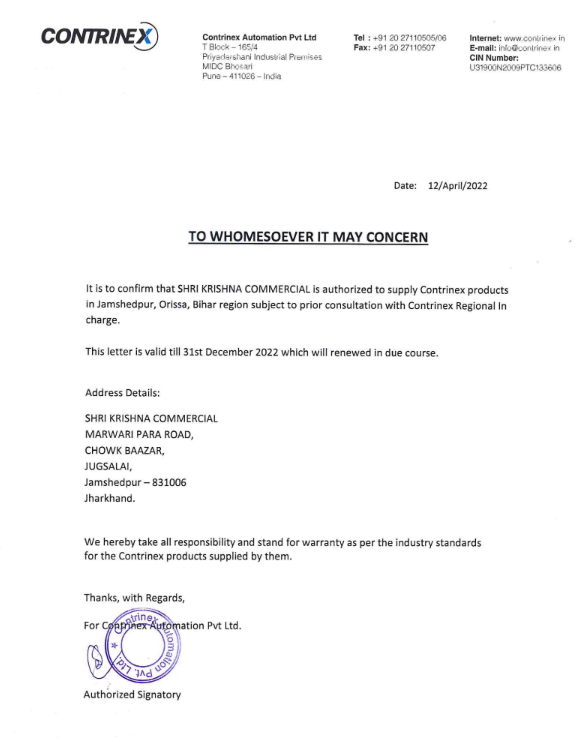 CONTRINEX
Contrinex Automation Pvt Ltd
T Block – 165/4
Priyadarshani Industrial Premises
MIDC Bhosari
Pune – 411026 – India
Tel : +91 20 27110505/06
Fax: +91 20 27110507
Internet: www.contrinex in
E-mail: info@contrinex in
CIN Number:
U31900N2009PTC133606
Date: 12/April/2022
TO WHOMESOEVER IT MAY CONCERN
It is to confirm that SHRI KRISHNA COMMERCIAL is authorized to supply Contrinex products
in Jamshedpur, Orissa, Bihar region subject to prior consultation with Contrinex Regional In
charge.
This letter is valid till 31st December 2022 which will renewed in due course.
Address Details:
SHRI KRISHNA COMMERCIAL
MARWARI PARA ROAD,
CHOWK BAAZAR,
JUGSALAI,
Jamshedpur – 831006
Jharkhand.
We hereby take all responsibility and stand for warranty as per the industry standards
for the Contrinex products supplied by them.
Thanks, with Regards,
For Contrinex Automation Pvt Ltd.
Contrinex Automation Pvt. Ltd.
Authorized Signatory